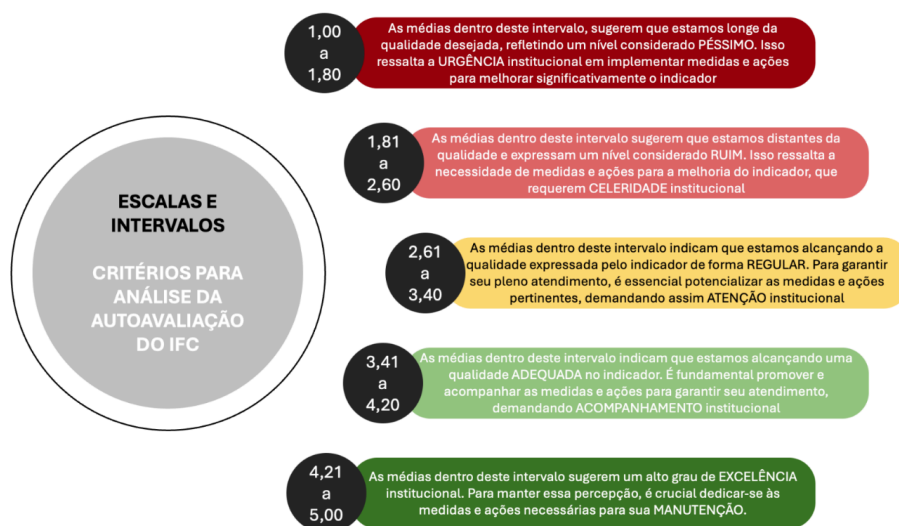 ESCALAS E
INTERVALOS
CRITÉRIOS PARA
ANÁLISE DA
AUTOAVALIAÇÃO
DO IFC
1,00
a
1,80
As médias dentro deste intervalo, sugerem que estamos longe da
qualidade desejada, refletindo um nível considerado PÉSSIMO. Isso
ressalta a URGÊNCIA institucional em implementar medidas e ações
para melhorar significativamente o indicador
1,81
a
2,60
As médias dentro deste intervalo sugerem que estamos distantes da
qualidade e expressam um nível considerado RUIM. Isso ressalta a
necessidade de medidas e ações para a melhoria do indicador, que
requerem CELERIDADE institucional
2,61
a
3,40
As médias dentro deste intervalo indicam que estamos alcançando a
qualidade expressada pelo indicador de forma REGULAR. Para garantir
seu pleno atendimento, é essencial potencializar as medidas e ações
pertinentes, demandando assim ATENÇÃO institucional
3,41
a
4,20
As médias dentro deste intervalo indicam que estamos alcançando uma
qualidade ADEQUADA no indicador. É fundamental promover e
acompanhar as medidas e ações para garantir seu atendimento,
demandando ACOMPANHAMENTO institucional
4,21
a
5,00
As médias dentro deste intervalo sugerem um alto grau de EXCELÊNCIA
institucional. Para manter essa percepção, é crucial dedicar-se às
medidas e ações necessárias para sua MANUTENÇÃO.